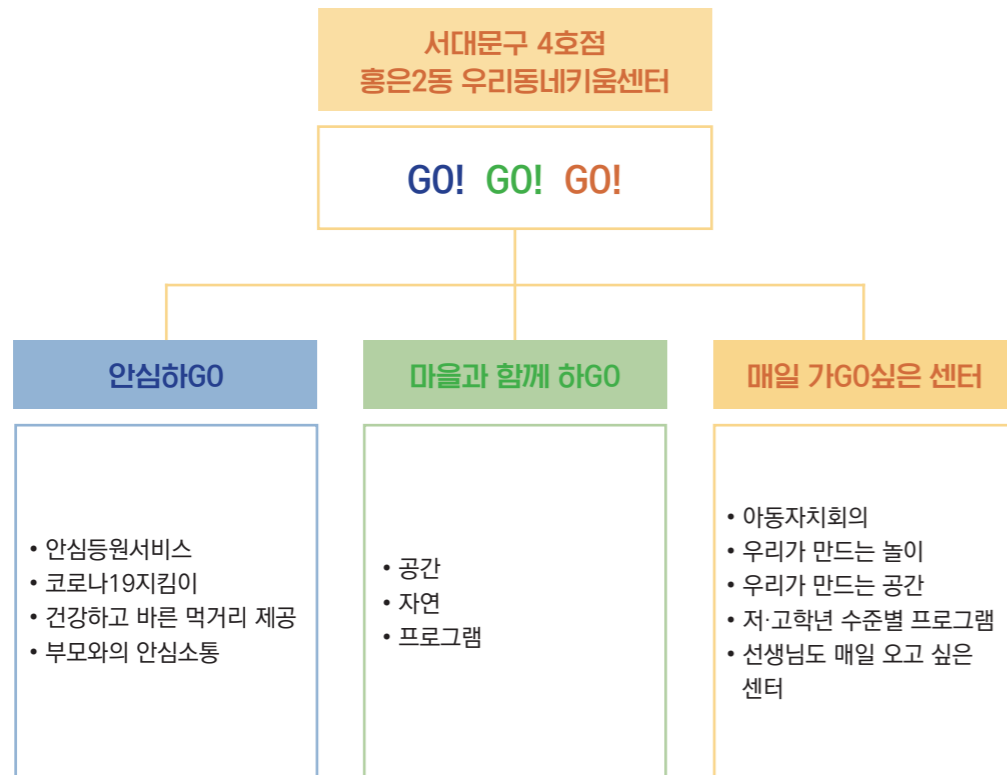 서대문구 4호점
홍은2동 우리동네키움센터
GO! GO! GO!
안심하GO
• 안심등원서비스
• 코로나19지킴이
• 건강하고 바른 먹거리 제공
• 부모와의 안심소통
마을과 함께 하GO
• 공간
• 자연
• 프로그램
매일 가GO싶은 센터
• 아동자치회의
• 우리가 만드는 놀이
• 우리가 만드는 공간
• 저·고학년 수준별 프로그램
• 선생님도 매일 오고 싶은
센터